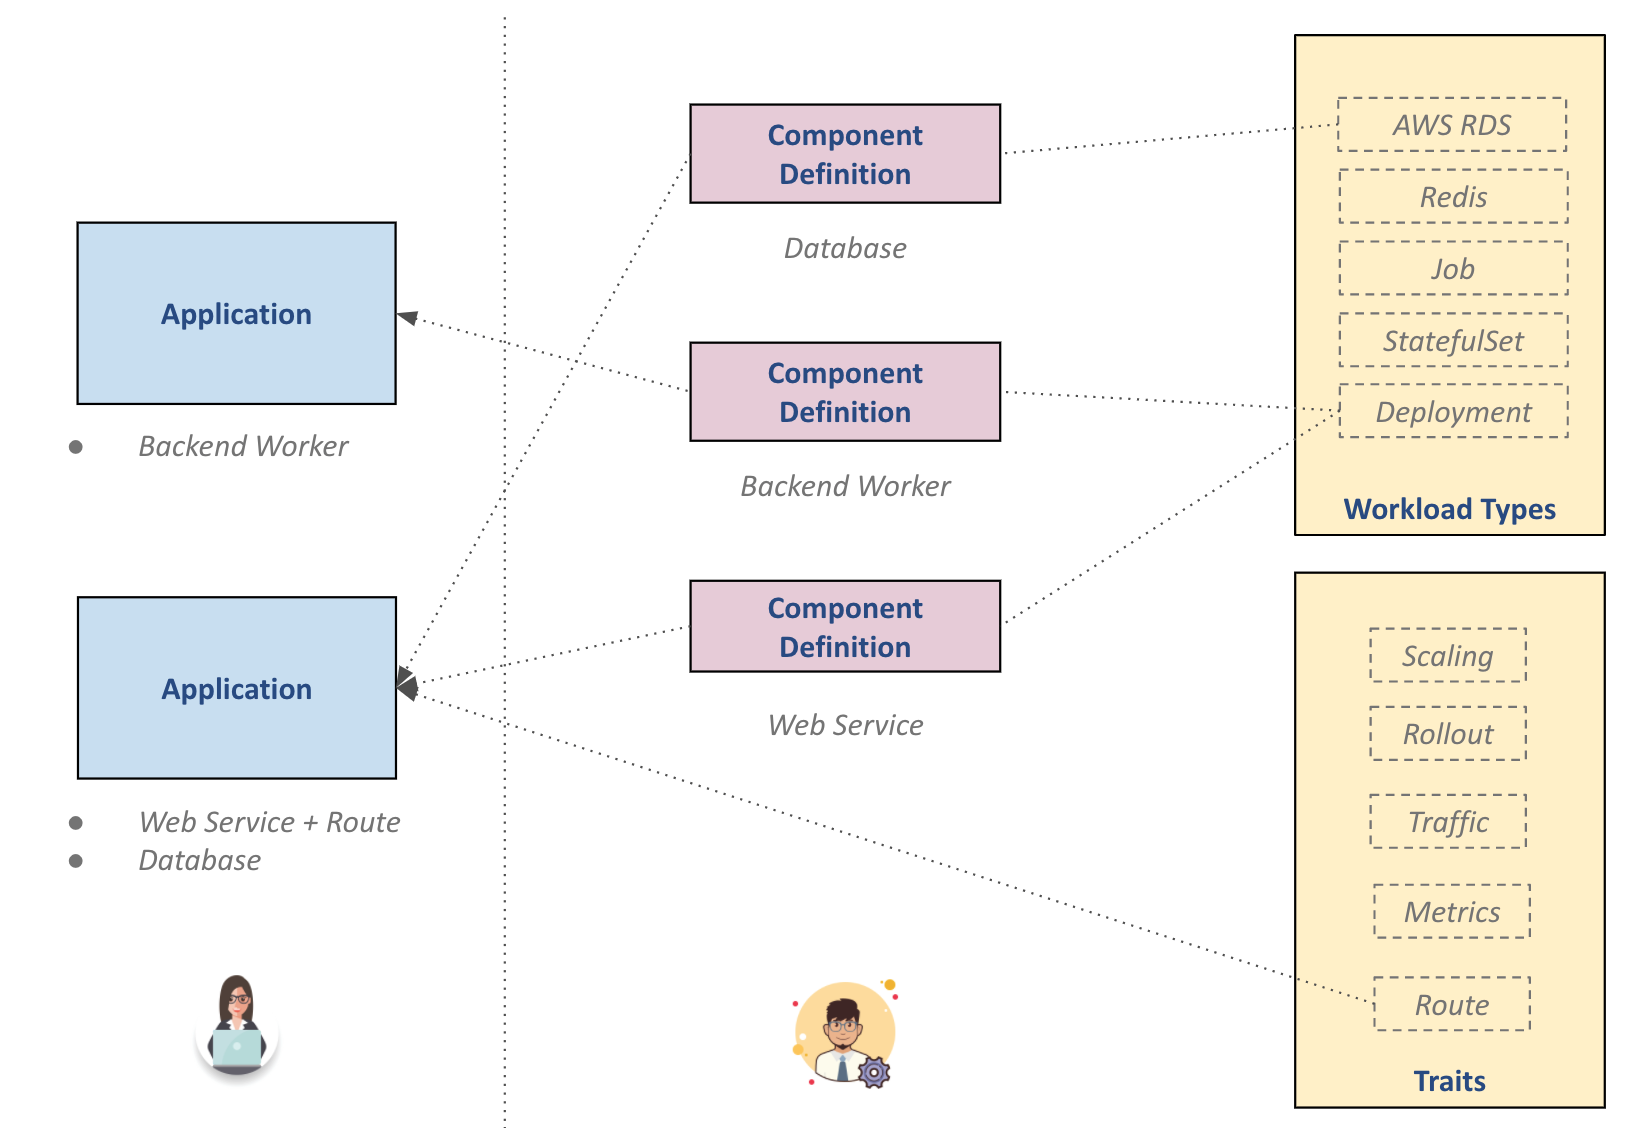 Application
● Backend Worker
Application
● Web Service + Route
● Database
Component
Definition
Database
Component
Definition
Backend Worker
Component
Definition
Web Service
AWS RDS
Redis
Job
StatefulSet
Deployment
Workload Types
Scaling
Rollout
Traffic
Metrics
Route
Traits